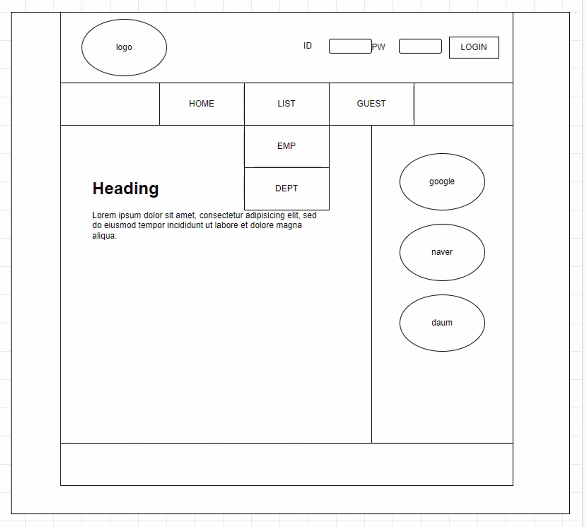 logo
ID
PW
LOGIN
HOME
LIST
GUEST
EMP
DEPT
Heading
Lorem ipsum dolor sit amet, consectetur adipisicing elit, sed
do eiusmod tempor incididunt ut labore et dolore magna
aliqua.
google
naver
daum